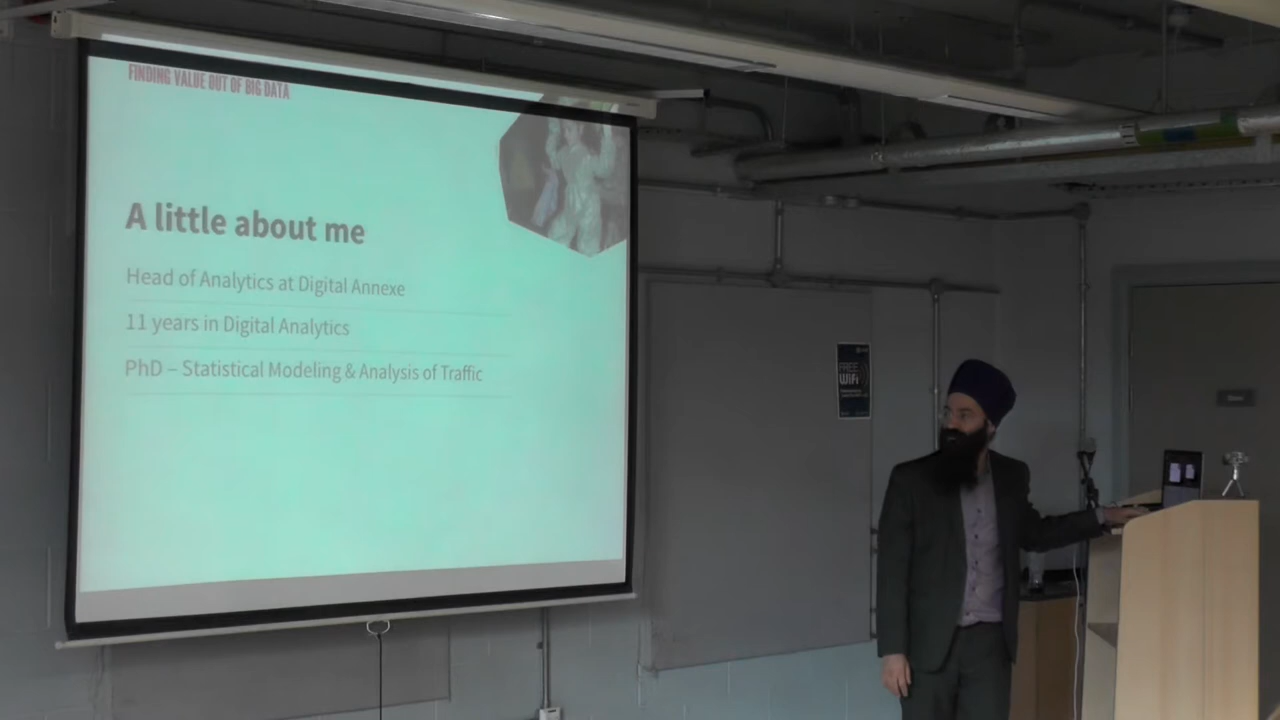 FINDING VALUE OUT OF BIG DATA
A little about me
Head of Analytics at Digital Annexe
11 years in Digital Analytics
PhD – Statistical Modeling & Analysis of Traffic
FREE
WiFi